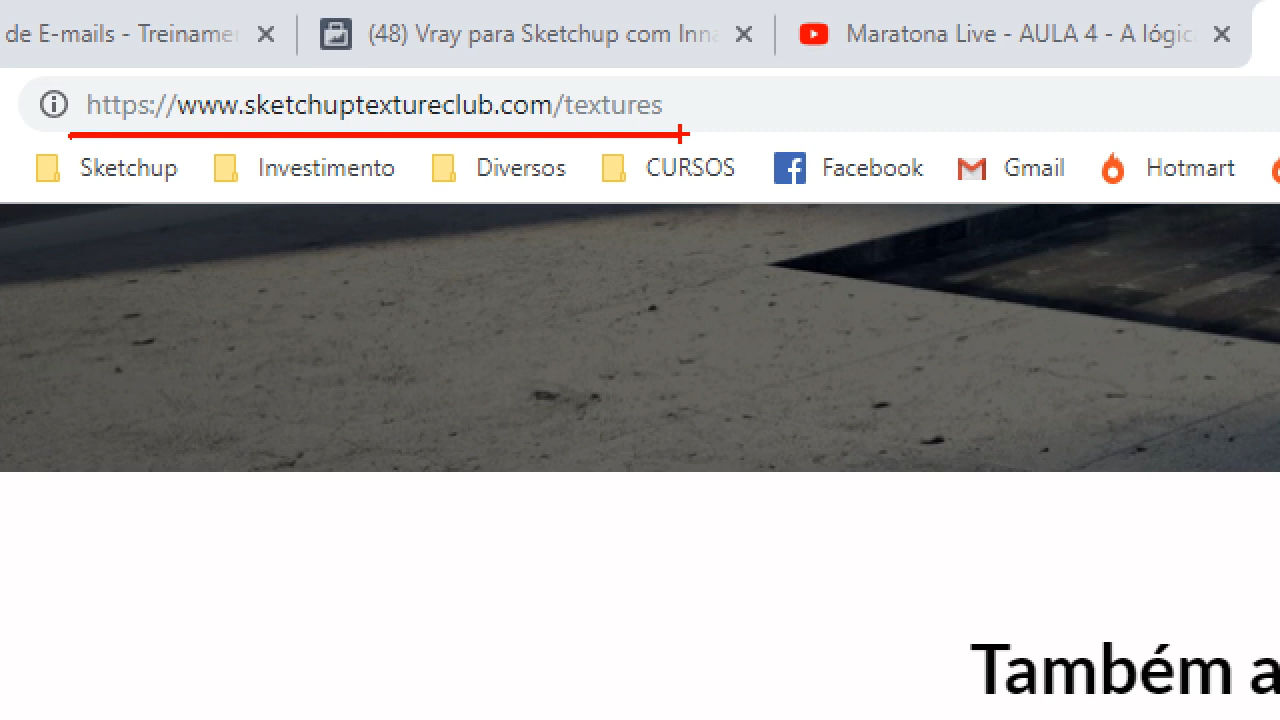 de E-mails - Treiname (48) Vray para Sketchup com Inn Maratona Live - AULA 4 - A lógic
https://www.sketchuptextureclub.com/textures
Sketchup Investimento Diversos CURSOS Facebook Gmail Hotmart
Também a